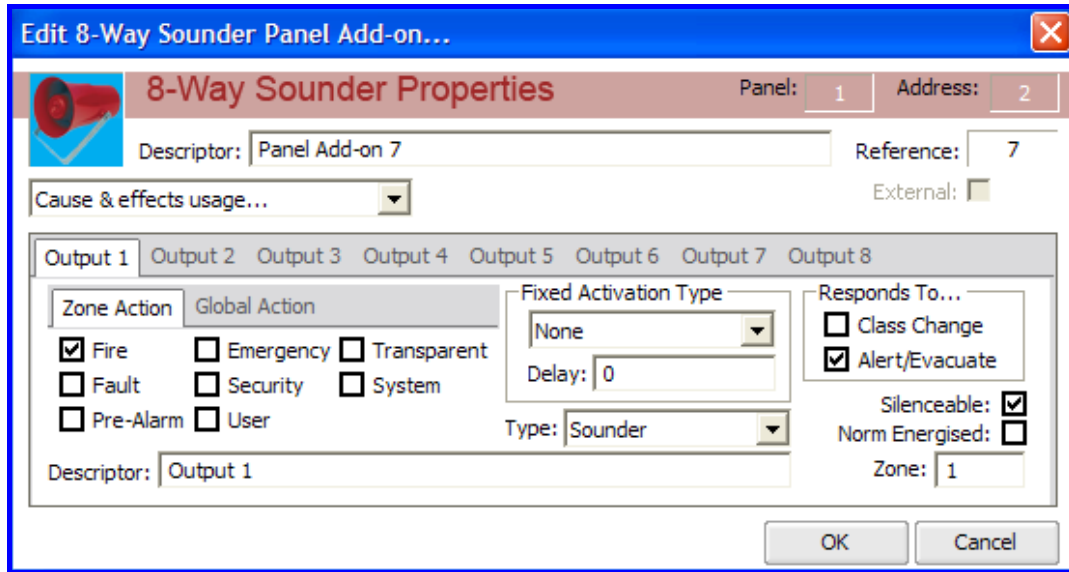 Edit 8-Way Sounder Panel Add-on...
8-Way Sounder Properties Panel: 1 Address: 2
Descriptor: Panel Add-on 7 Reference: 7
Cause & effects usage... External:
Output 1 Output 2 Output 3 Output 4 Output 5 Output 6 Output 7 Output 8
Zone Action Global Action
Fire Emergency Transparent
Fault Security System
Pre-Alarm User
Descriptor: Output 1
Fixed Activation Type
None
Delay: 0
Type: Sounder
Responds To...
Class Change
Alert/Evacuate
Silenceable:
Norm Energised:
Zone: 1
OK Cancel